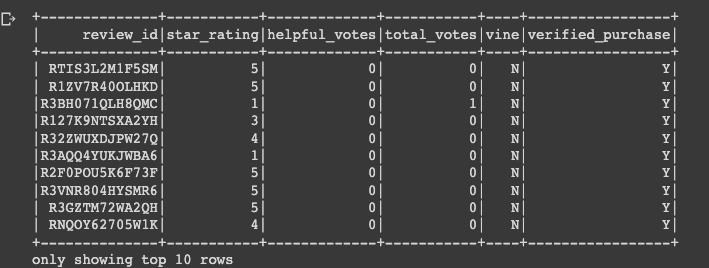 +--------------+-----------+-------------+-----------+----+-----------------+
|     review_id|star_rating|helpful_votes|total_votes|vine|verified_purchase|
+--------------+-----------+-------------+-----------+----+-----------------+
| RTIS3L2M1F5SM|          5|            0|          0|   N|                Y|
| R1ZV7R40OLHKD|          5|            0|          0|   N|                Y|
|R3BH071QLH8QMC|          1|            0|          1|   N|                Y|
|R127K9NTSXA2YH|          3|            0|          0|   N|                Y|
|R32ZWUXDJPW27Q|          4|            0|          0|   N|                Y|
|R3AQQ4YUKJWBA6|          1|            0|          0|   N|                Y|
|R2F0POU5K6F73F|          5|            0|          0|   N|                Y|
|R3VNR804HYSMR6|          5|            0|          0|   N|                Y|
| R3GZTM72WA2QH|          5|            0|          0|   N|                Y|
| RNQOY62705W1K|          4|            0|          0|   N|                Y|
+--------------+-----------+-------------+-----------+----+-----------------+
only showing top 10 rows